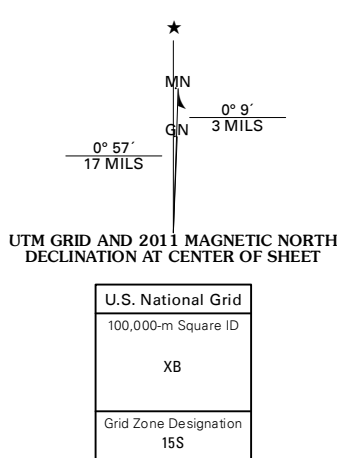 ★
MN
0° 9´
3 MILS
GN
0° 57´
17 MILS
UTM GRID AND 2011 MAGNETIC NORTH
DECLINATION AT CENTER OF SHEET
U.S. National Grid
100,000-m Square ID
XB
Grid Zone Designation
15S